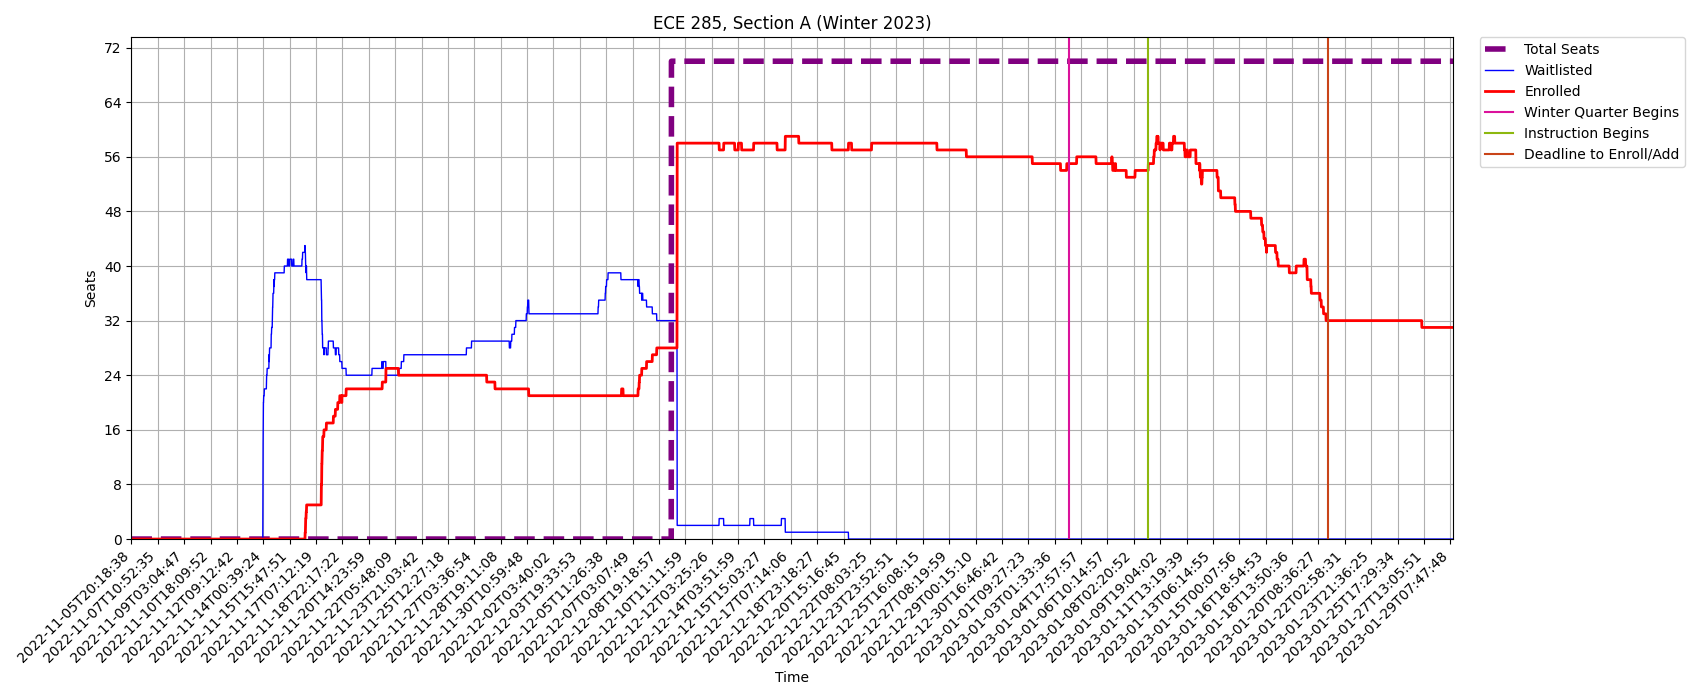 ECE 285, Section A (Winter 2023)
72
64
56
48
40
32
24
16
8
0
Seats
2022-11-05T20:18:38
2022-11-07T10:52:35
2022-11-09T03:04:47
2022-11-10T18:09:52
2022-11-12T09:12:42
2022-11-14T00:39:24
2022-11-15T15:47:51
2022-11-17T07:12:19
2022-11-18T22:17:22
2022-11-20T14:23:59
2022-11-22T05:48:09
2022-11-23T21:03:42
2022-11-25T12:27:18
2022-11-27T03:36:54
2022-11-28T19:11:08
2022-11-30T10:59:48
2022-12-02T03:40:02
2022-12-03T19:33:53
2022-12-05T11:26:38
2022-12-07T03:07:49
2022-12-08T19:18:57
2022-12-10T11:11:59
2022-12-12T03:25:26
2022-12-14T03:51:59
2022-12-15T15:03:27
2022-12-17T07:14:06
2022-12-18T23:18:27
2022-12-20T15:16:45
2022-12-22T08:03:25
2022-12-23T23:52:51
2022-12-25T16:08:15
2022-12-27T08:19:59
2022-12-29T00:15:10
2022-12-30T16:46:42
2023-01-01T09:27:23
2023-01-03T01:33:36
2023-01-04T17:57:57
2023-01-06T10:14:57
2023-01-08T02:20:52
2023-01-09T19:04:02
2023-01-11T13:19:39
2023-01-13T06:14:55
2023-01-15T00:07:56
2023-01-16T18:54:53
2023-01-18T13:50:36
2023-01-20T08:36:27
2023-01-22T02:58:31
2023-01-23T21:36:25
2023-01-25T17:29:34
2023-01-27T13:05:51
2023-01-29T07:47:48
Time
Total Seats
Waitlisted
Enrolled
Winter Quarter Begins
Instruction Begins
Deadline to Enroll/Add